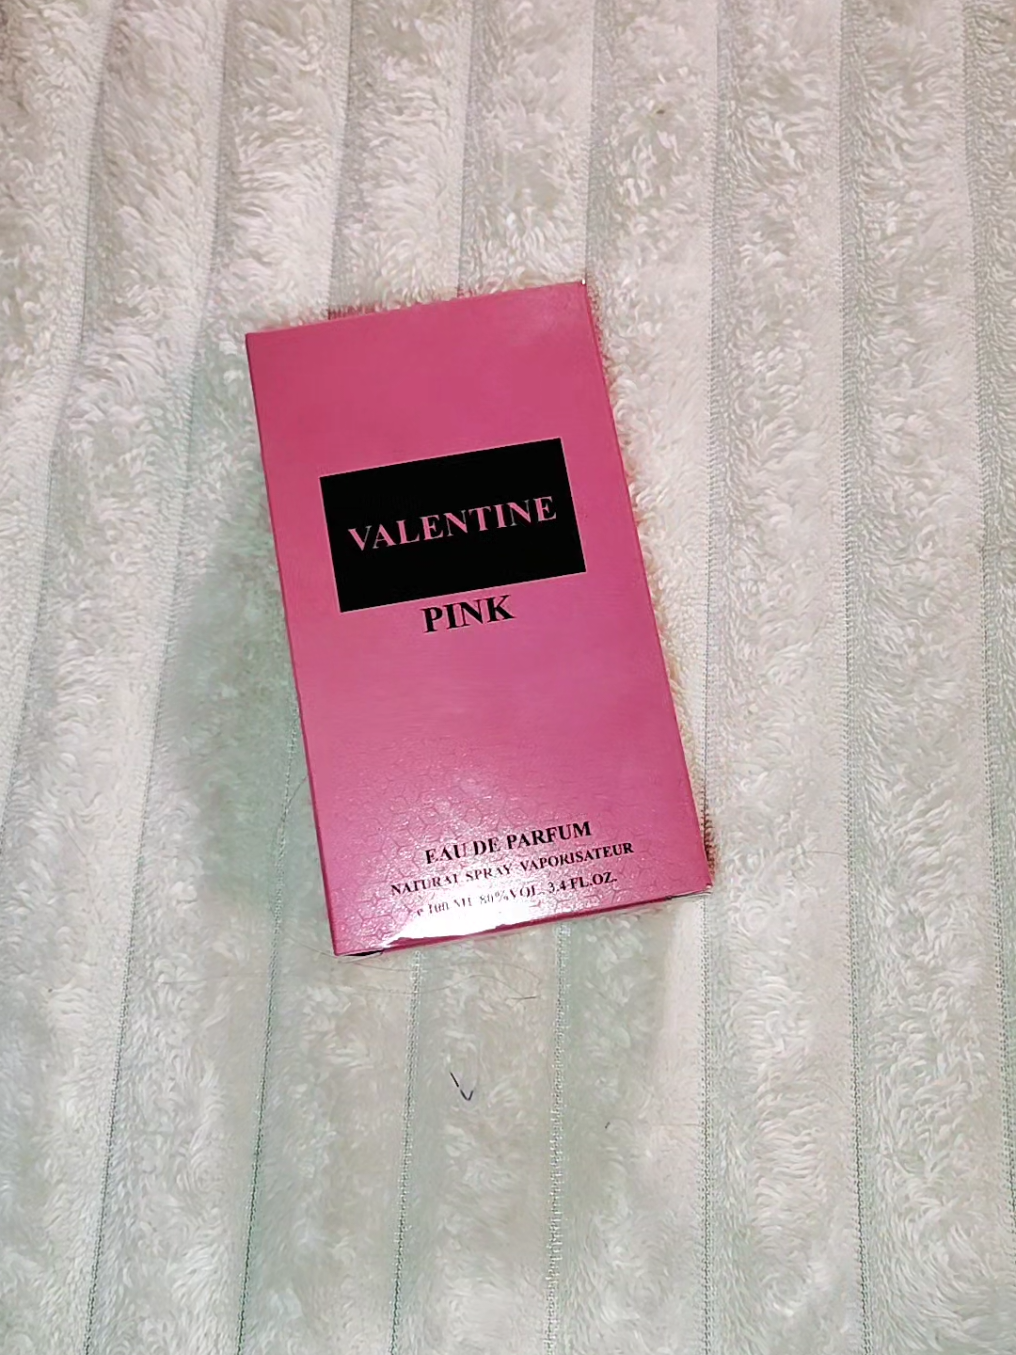 VALENTINE
PINK
EAU DE PARFUM
NATURAL SPRAY VAPORISATEUR
e 100 ML 80%VOL. 3.4 FL.OZ.